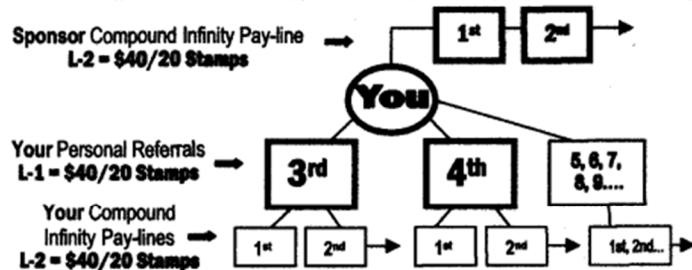 Sponsor Compound Infinity Pay-line
L-2 = $40/20 Stamps
1st 2nd
You
Your Personal Referrals
L-1 = $40/20 Stamps
3rd 4th 5, 6, 7,
8, 9....
Your Compound
Infinity Pay-lines
L-2 = $40/20 Stamps
1st 2nd 1st 2nd 1st, 2nd...